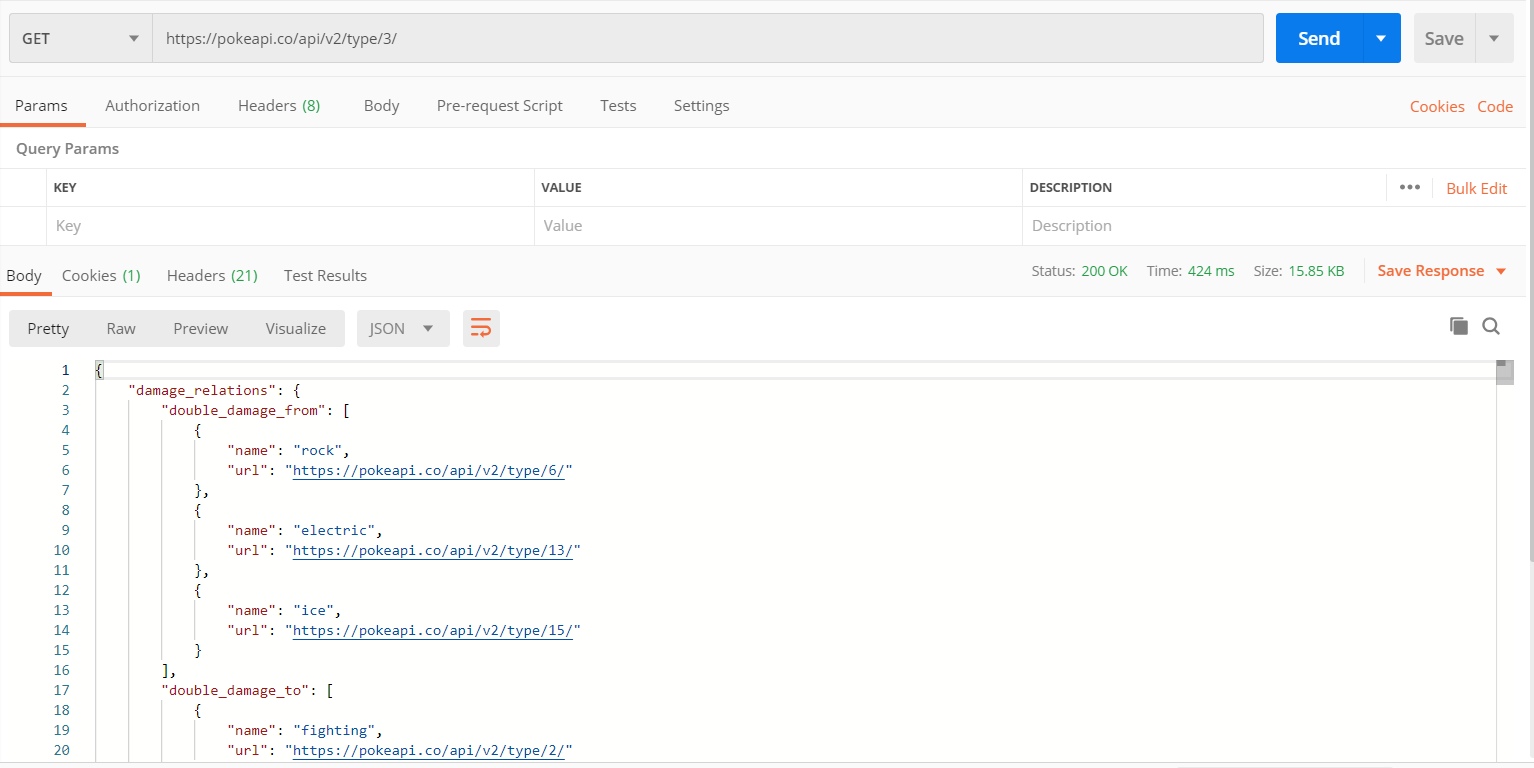 GET https://pokeapi.co/api/v2/type/3/ Send Save
Params Authorization Headers (8) Body Pre-request Script Tests Settings Cookies Code
Query Params
KEY VALUE DESCRIPTION ••• Bulk Edit
Key Value Description
Body Cookies (1) Headers (21) Test Results Status: 200 OK Time: 424 ms Size: 15.85 KB Save Response
Pretty Raw Preview Visualize JSON
1 {
2 "damage_relations": {
3 "double_damage_from": [
4 {
5 "name": "rock",
6 "url": "https://pokeapi.co/api/v2/type/6/"
7 },
8 {
9 "name": "electric",
10 "url": "https://pokeapi.co/api/v2/type/13/"
11 },
12 {
13 "name": "ice",
14 "url": "https://pokeapi.co/api/v2/type/15/"
15 }
16 ],
17 "double_damage_to": [
18 {
19 "name": "fighting",
20 "url": "https://pokeapi.co/api/v2/type/2/"